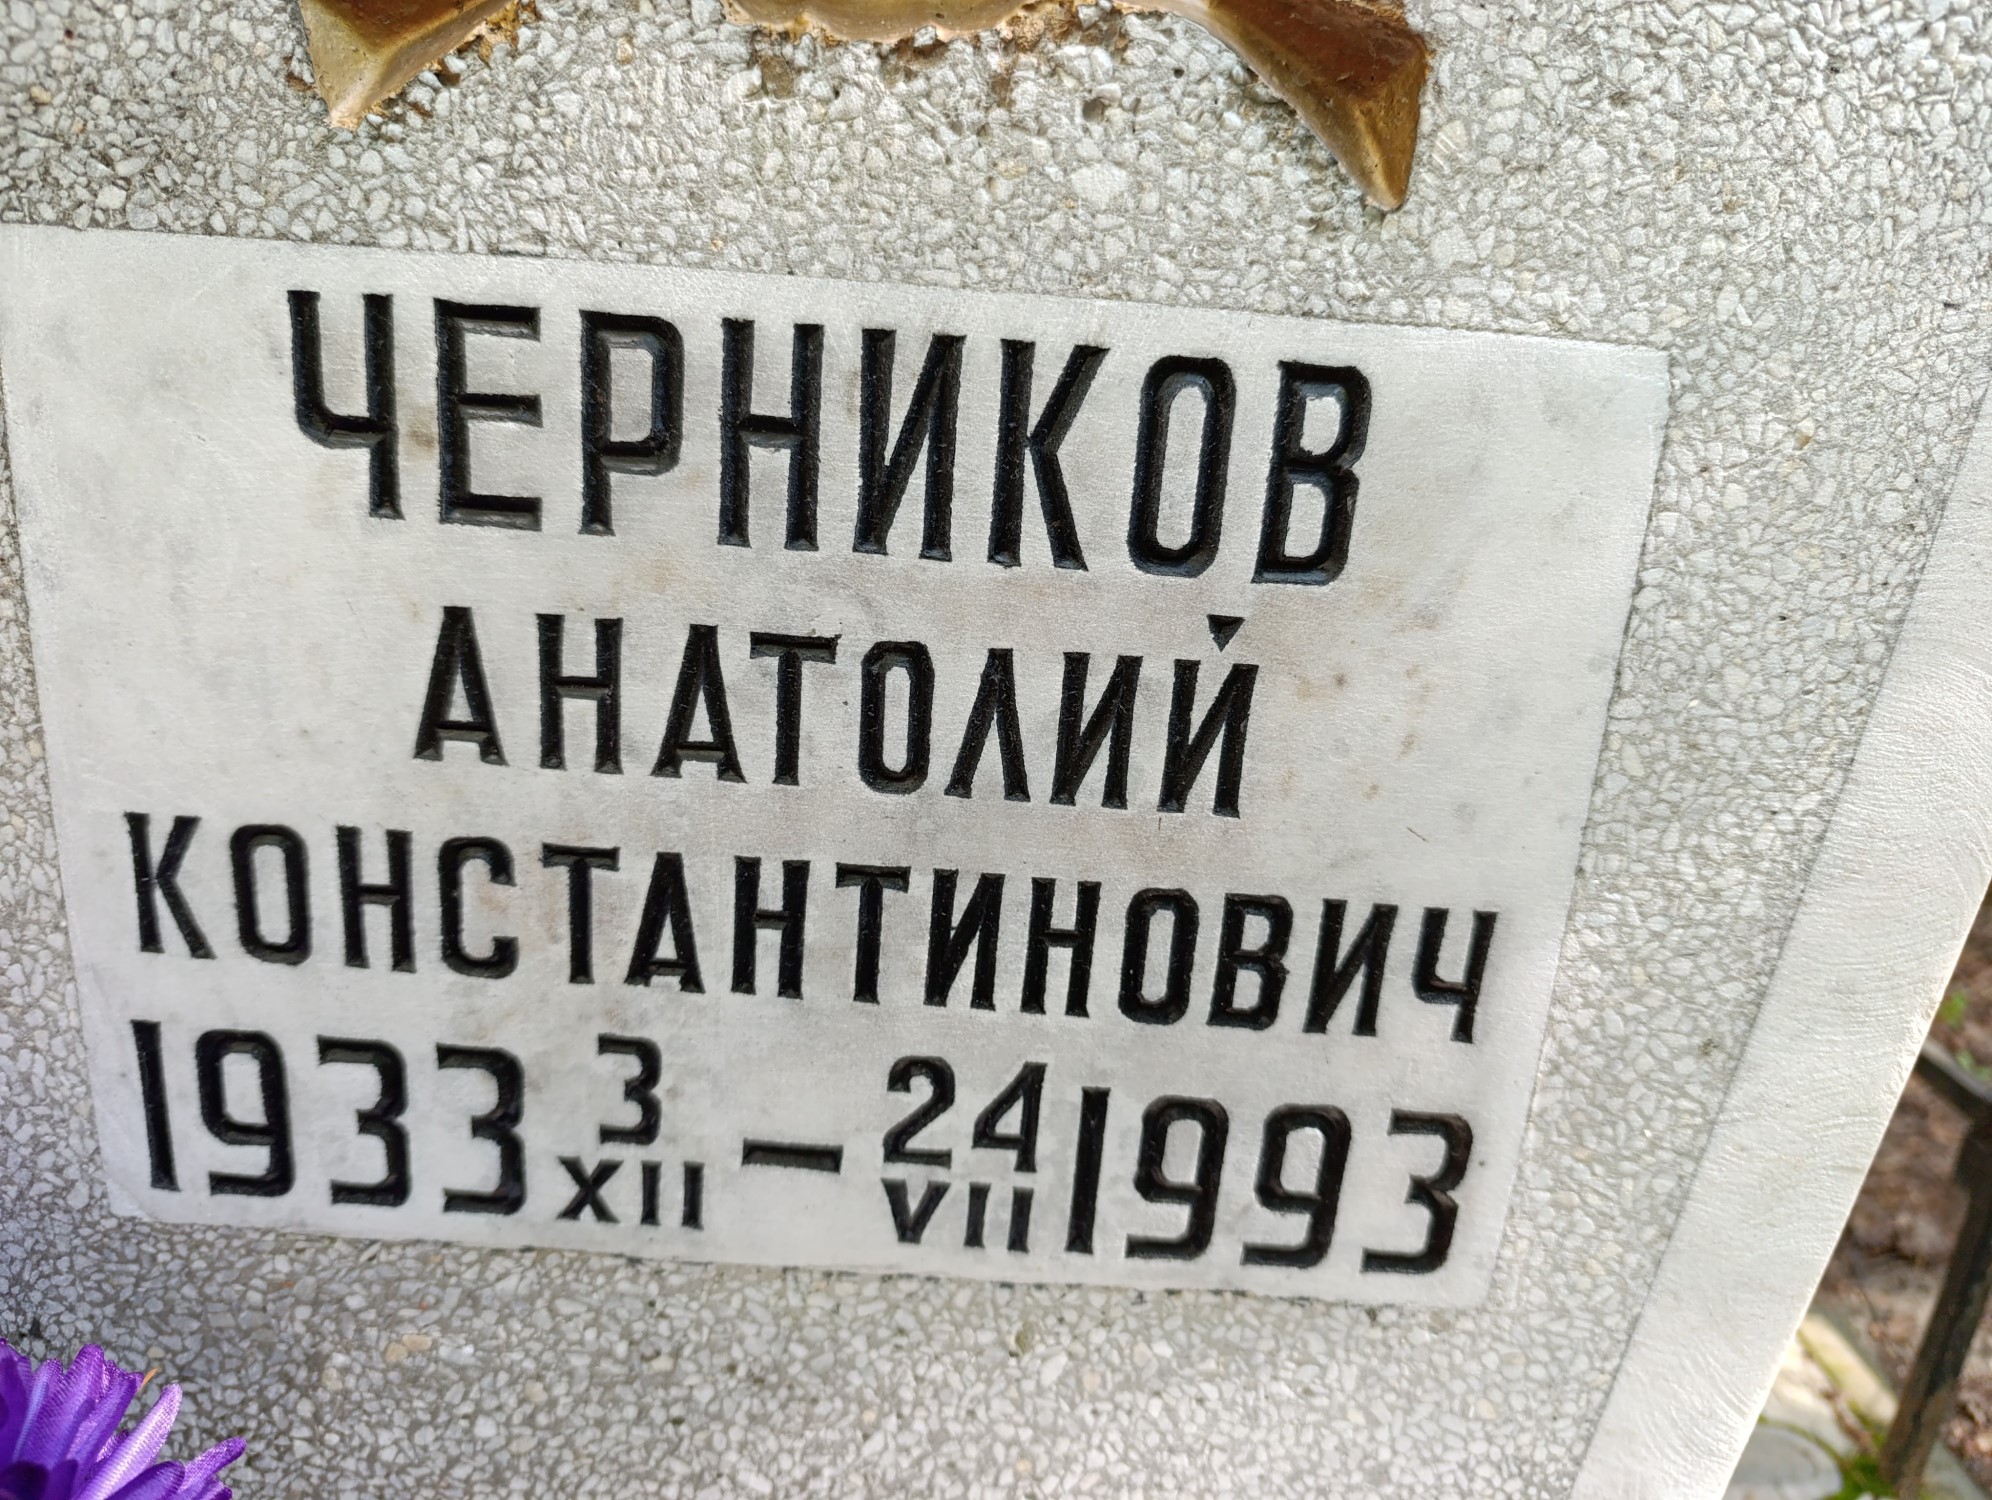 ЧЕРНИКОВ
АНАТОЛИЙ
КОНСТАНТИНОВИЧ
1933 3/XII – 24/VII 1993